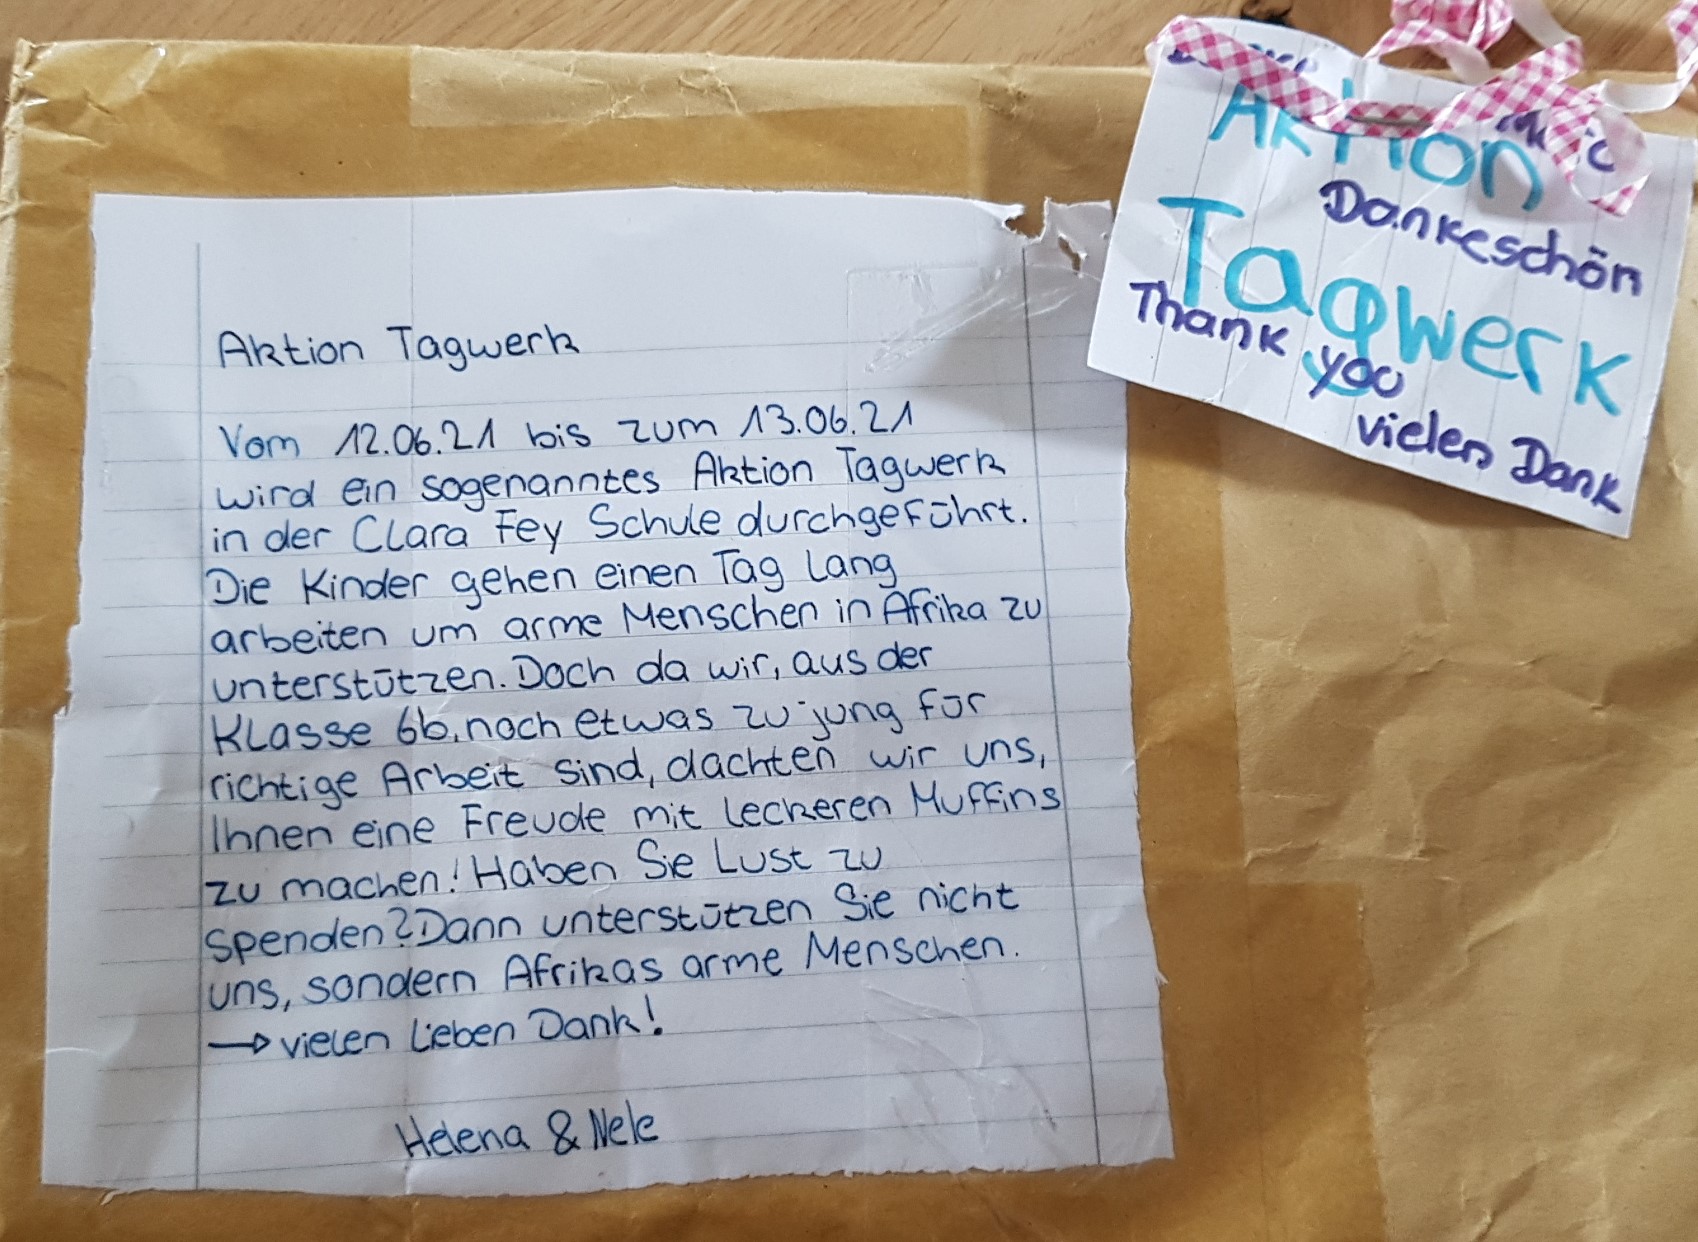 Aktion Tagwerk
Vom 12.06.21 bis zum 13.06.21
wird ein sogenanntes Aktion Tagwerk
in der Clara Fey Schule durchgeführt.
Die Kinder gehen einen Tag lang
arbeiten um arme Menschen in Afrika zu
unterstützen. Doch da wir, aus der
Klasse 6b, noch etwas zu jung für
richtige Arbeit sind, dachten wir uns,
Ihnen eine Freude mit leckeren Muffins
zu machen! Haben Sie Lust zu
spenden? Dann unterstützen Sie nicht
uns, sondern Afrikas arme Menschen.
→ vielen lieben Dank!
Helena & Nele
Aktion
Dankeschön
Tagwerk
Thank you
vielen Dank